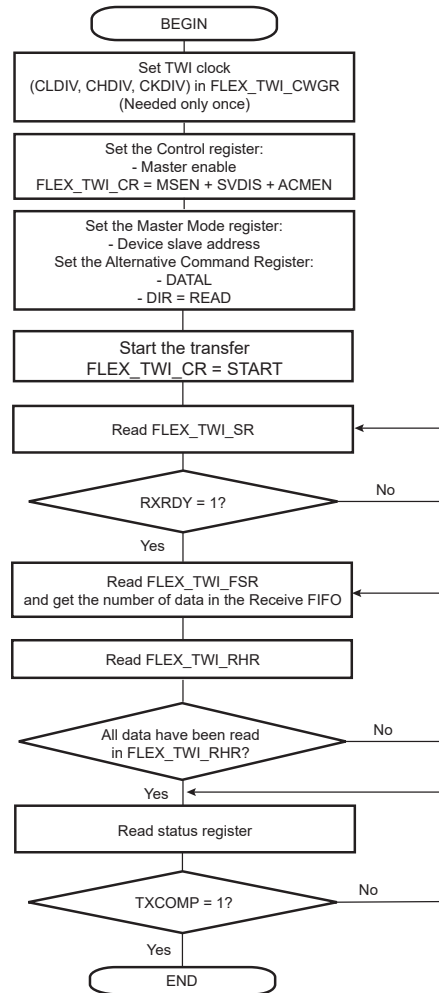 BEGIN
Set TWI clock
(CLDIV, CHDIV, CKDIV) in FLEX_TWI_CWGR
(Needed only once)
Set the Control register:
- Master enable
FLEX_TWI_CR = MSEN + SVDIS + ACMEN
Set the Master Mode register:
- Device slave address
Set the Alternative Command Register:
- DATAL
- DIR = READ
Start the transfer
FLEX_TWI_CR = START
Read FLEX_TWI_SR
RXRDY = 1?
No
Yes
Read FLEX_TWI_FSR
and get the number of data in the Receive FIFO
Read FLEX_TWI_RHR
All data have been read
in FLEX_TWI_RHR?
No
Yes
Read status register
TXCOMP = 1?
No
Yes
END